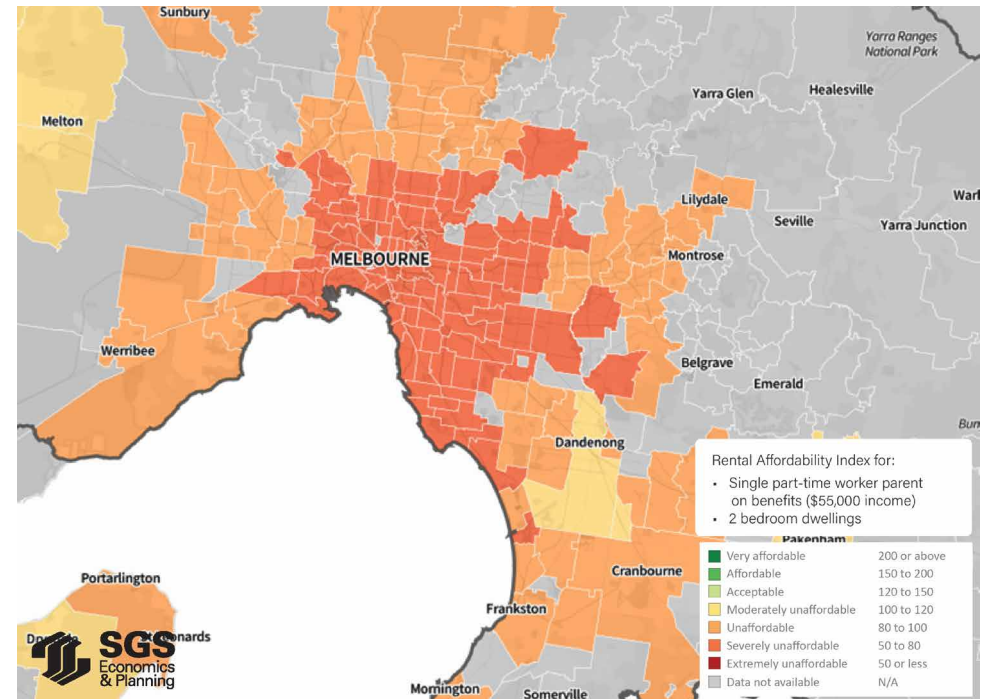 Sunbury
Yarra Ranges
National Park
Yarra Glen
Healesville
Melton
Lilydale
Seville
Yarra Junction
MELBOURNE
Montrose
Werribee
Belgrave
Emerald
Dandenong
Rental Affordability Index for:
• Single part-time worker parent
on benefits ($55,000 income)
• 2 bedroom dwellings
Pakenham
Very affordable 200 or above
Affordable 150 to 200
Acceptable 120 to 150
Moderately unaffordable 100 to 120
Unaffordable 80 to 100
Severely unaffordable 50 to 80
Extremely unaffordable 50 or less
Data not available N/A
Cranbourne
Portarlington
Frankston
SGS
Economics
& Planning
Mornington
Somerville